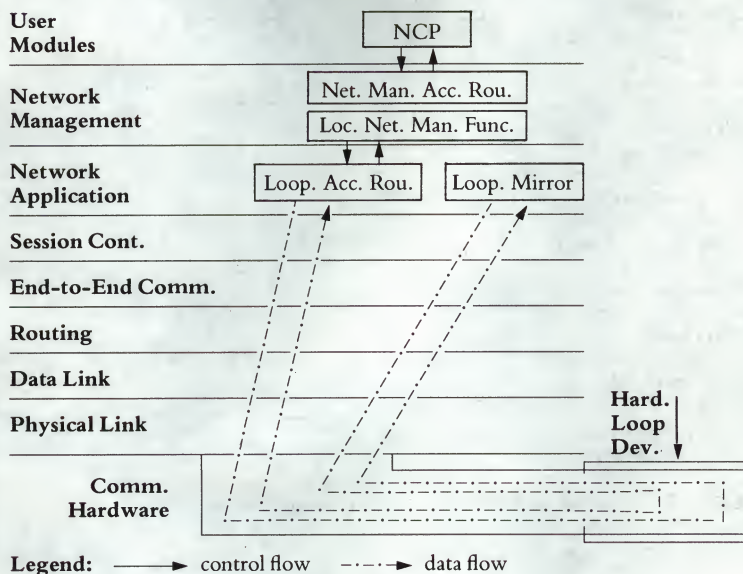 User
Modules
NCP
Network
Management
Net. Man. Acc. Rou.
Loc. Net. Man. Func.
Network
Application
Loop. Acc. Rou.
Loop. Mirror
Session Cont.
End-to-End Comm.
Routing
Data Link
Physical Link
Hard.
Loop
Dev.
Comm.
Hardware
Legend: control flow data flow